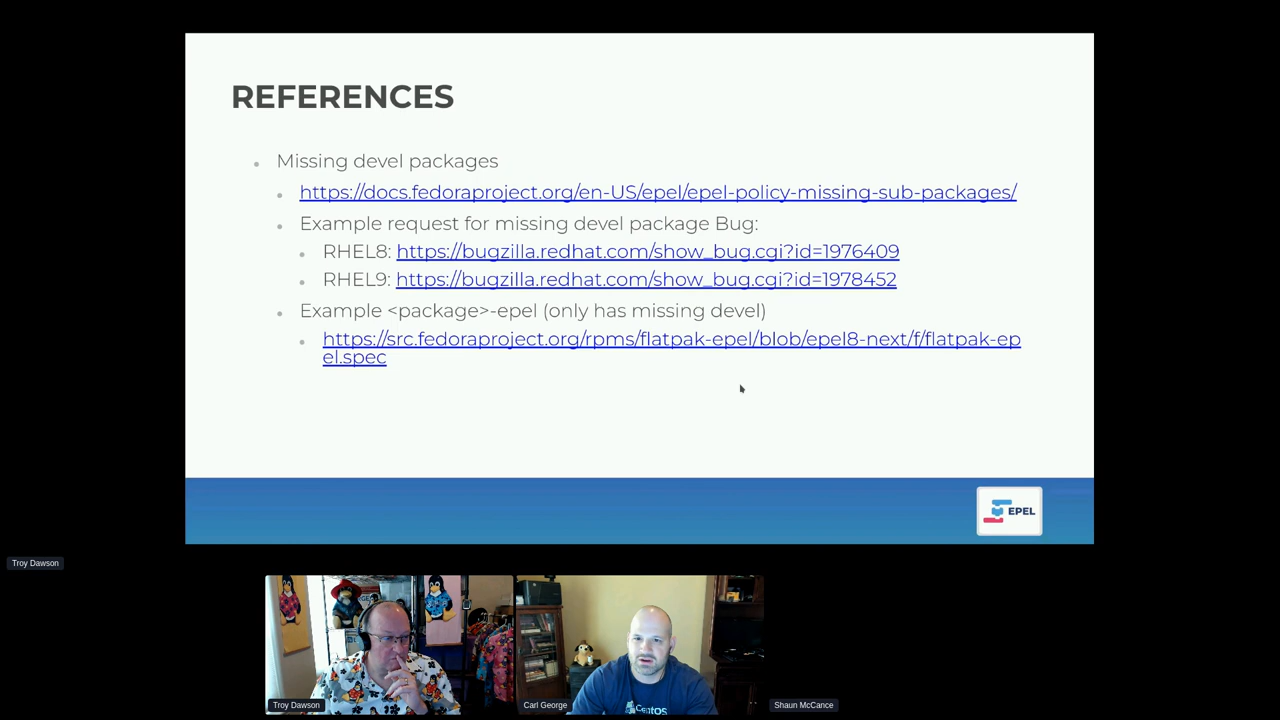 REFERENCES
Missing devel packages
https://docs.fedoraproject.org/en-US/epel/epel-policy-missing-sub-packages/
Example request for missing devel package Bug:
RHEL8: https://bugzilla.redhat.com/show_bug.cgi?id=1976409
RHEL9: https://bugzilla.redhat.com/show_bug.cgi?id=1978452
Example <package>-epel (only has missing devel)
https://src.fedoraproject.org/rpms/flatpak-epel/blob/epel8-next/f/flatpak-ep
el.spec
EPEL
Troy Dawson
Troy Dawson
Carl George
CentOS
Shaun McCance